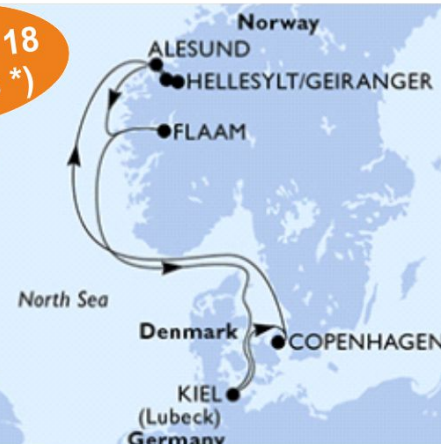 18
*)
Norway
ALESUND
HELLESYLT/GEIRANGER
FLAAM
North Sea
Denmark
COPENHAGEN
KIEL
(Lubeck)
Germany